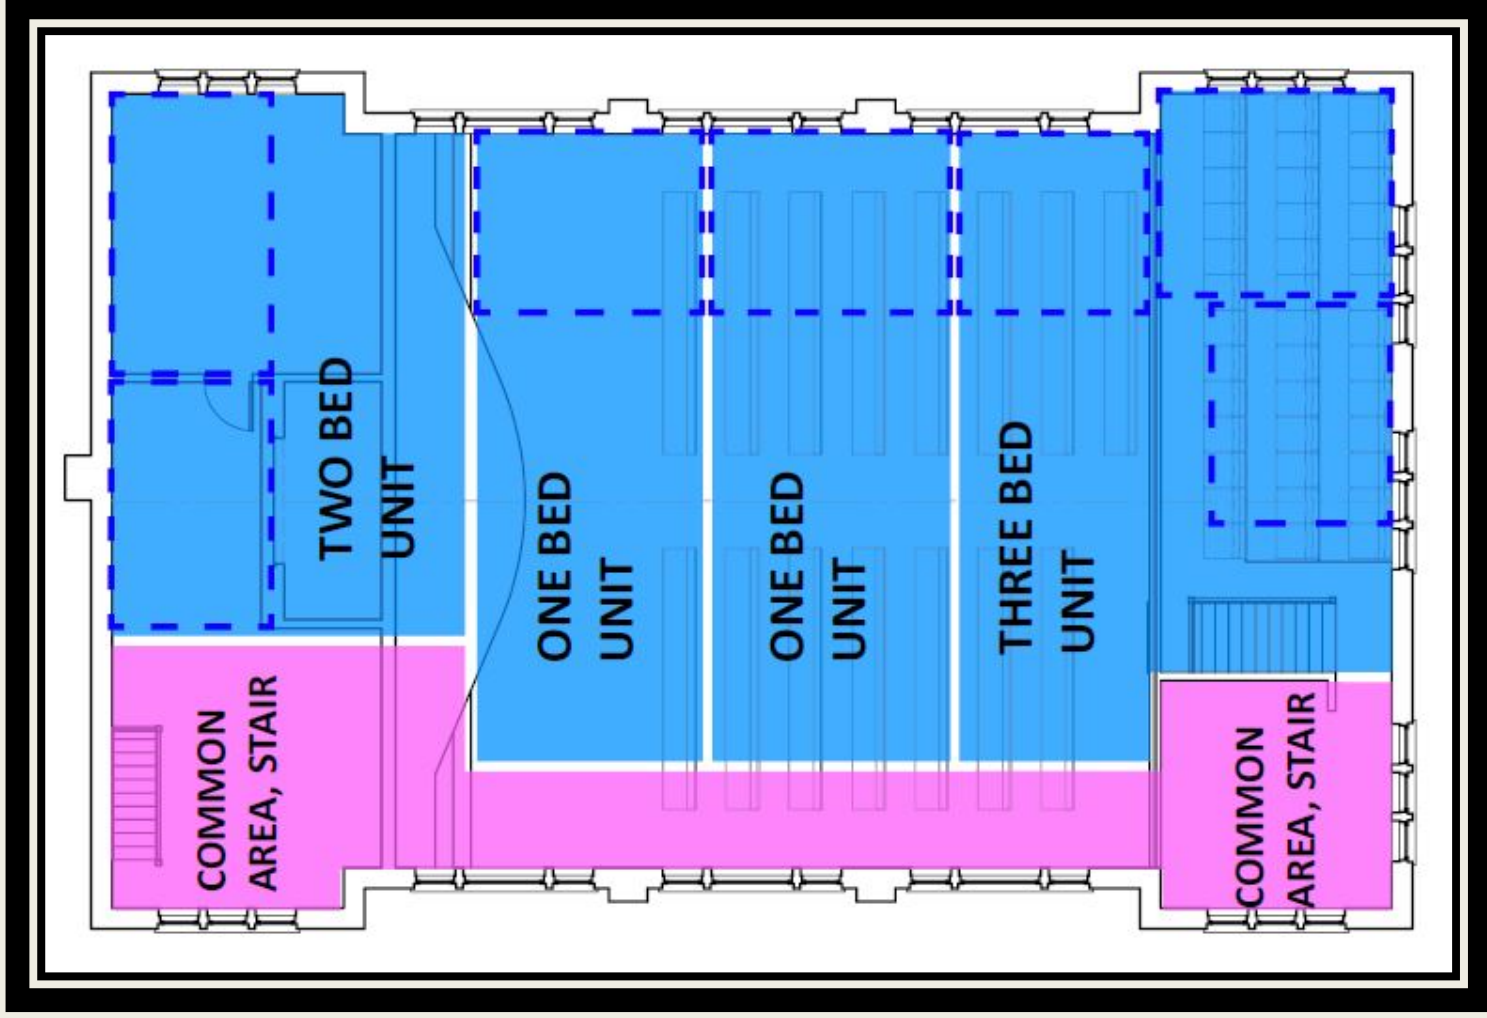 TWO BED
UNIT
ONE BED
UNIT
ONE BED
UNIT
THREE BED
UNIT
COMMON
AREA, STAIR
COMMON
AREA, STAIR